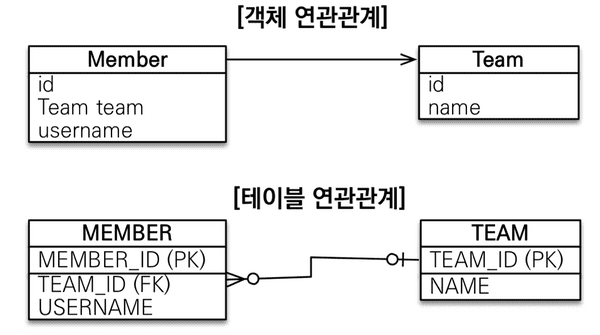 [객체 연관관계]
Member
id
Team team
username
Team
id
name
[테이블 연관관계]
MEMBER
MEMBER_ID (PK)
TEAM_ID (FK)
USERNAME
TEAM
TEAM_ID (PK)
NAME